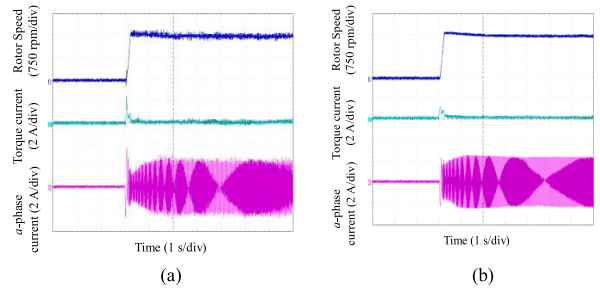 Rotor Speed
(750 rpm/div)
Torque current
(2 A/div)
a-phase
current (2 A/div)
Time (1 s/div)
(a)
Rotor Speed
(750 rpm/div)
Torque current
(2 A/div)
a-phase
current (2 A/div)
Time (1 s/div)
(b)